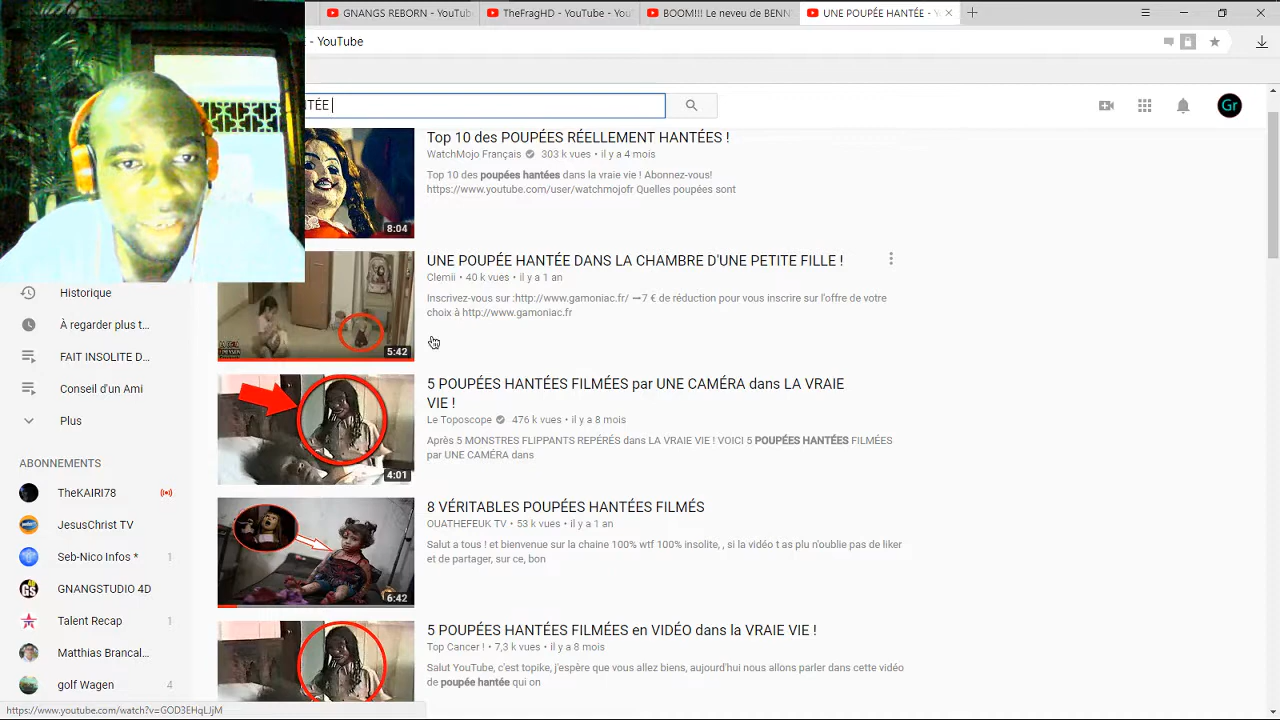 GNANGS REBORN - YouTub
TheFragHD - YouTube - You
BOOM!!! Le neveu de BENN
UNE POUPÉE HANTÉE - Y
- YouTube
NTÉE
Gr
Top 10 des POUPÉES RÉELLEMENT HANTÉES !
WatchMojo Français 303 k vues • il y a 4 mois
Top 10 des poupées hantées dans la vraie vie ! Abonnez-vous!
https://www.youtube.com/user/watchmojofr Quelles poupées sont
8:04
UNE POUPÉE HANTÉE DANS LA CHAMBRE D'UNE PETITE FILLE !
Clemii • 40 k vues • il y a 1 an
Inscrivez-vous sur :http://www.gamoniac.fr/ ➞7 € de réduction pour vous inscrire sur l'offre de votre
choix à http://www.gamoniac.fr
5:42
5 POUPÉES HANTÉES FILMÉES par UNE CAMÉRA dans LA VRAIE
VIE !
Le Toposcope 476 k vues • il y a 8 mois
Après 5 MONSTRES FLIPPANTS REPÉRÉS dans LA VRAIE VIE ! VOICI 5 POUPÉES HANTÉES FILMÉES
par UNE CAMÉRA dans
4:01
8 VÉRITABLES POUPÉES HANTÉES FILMÉS
OUATHEFEUK TV • 53 k vues • il y a 1 an
Salut a tous ! et bienvenue sur la chaine 100% wtf 100% insolite, , si la vidéo t as plu n'oublie pas de liker
et de partager, sur ce, bon
6:42
5 POUPÉES HANTÉES FILMÉES en VIDÉO dans la VRAIE VIE !
Top Cancer ! • 7,3 k vues • il y a 8 mois
Salut YouTube, c'est topike, j'espère que vous allez biens, aujourd'hui nous allons parler dans cette vidéo
de poupée hantée qui on
Historique
À regarder plus t...
FAIT INSOLITE D...
Conseil d'un Ami
Plus
ABONNEMENTS
TheKAIRI78
JesusChrist TV
Seb-Nico Infos * 1
GNANGSTUDIO 4D
Talent Recap 1
Matthias Brancal...
golf Wagen 4
https://www.youtube.com/watch?v=GOD3EHqLJjM